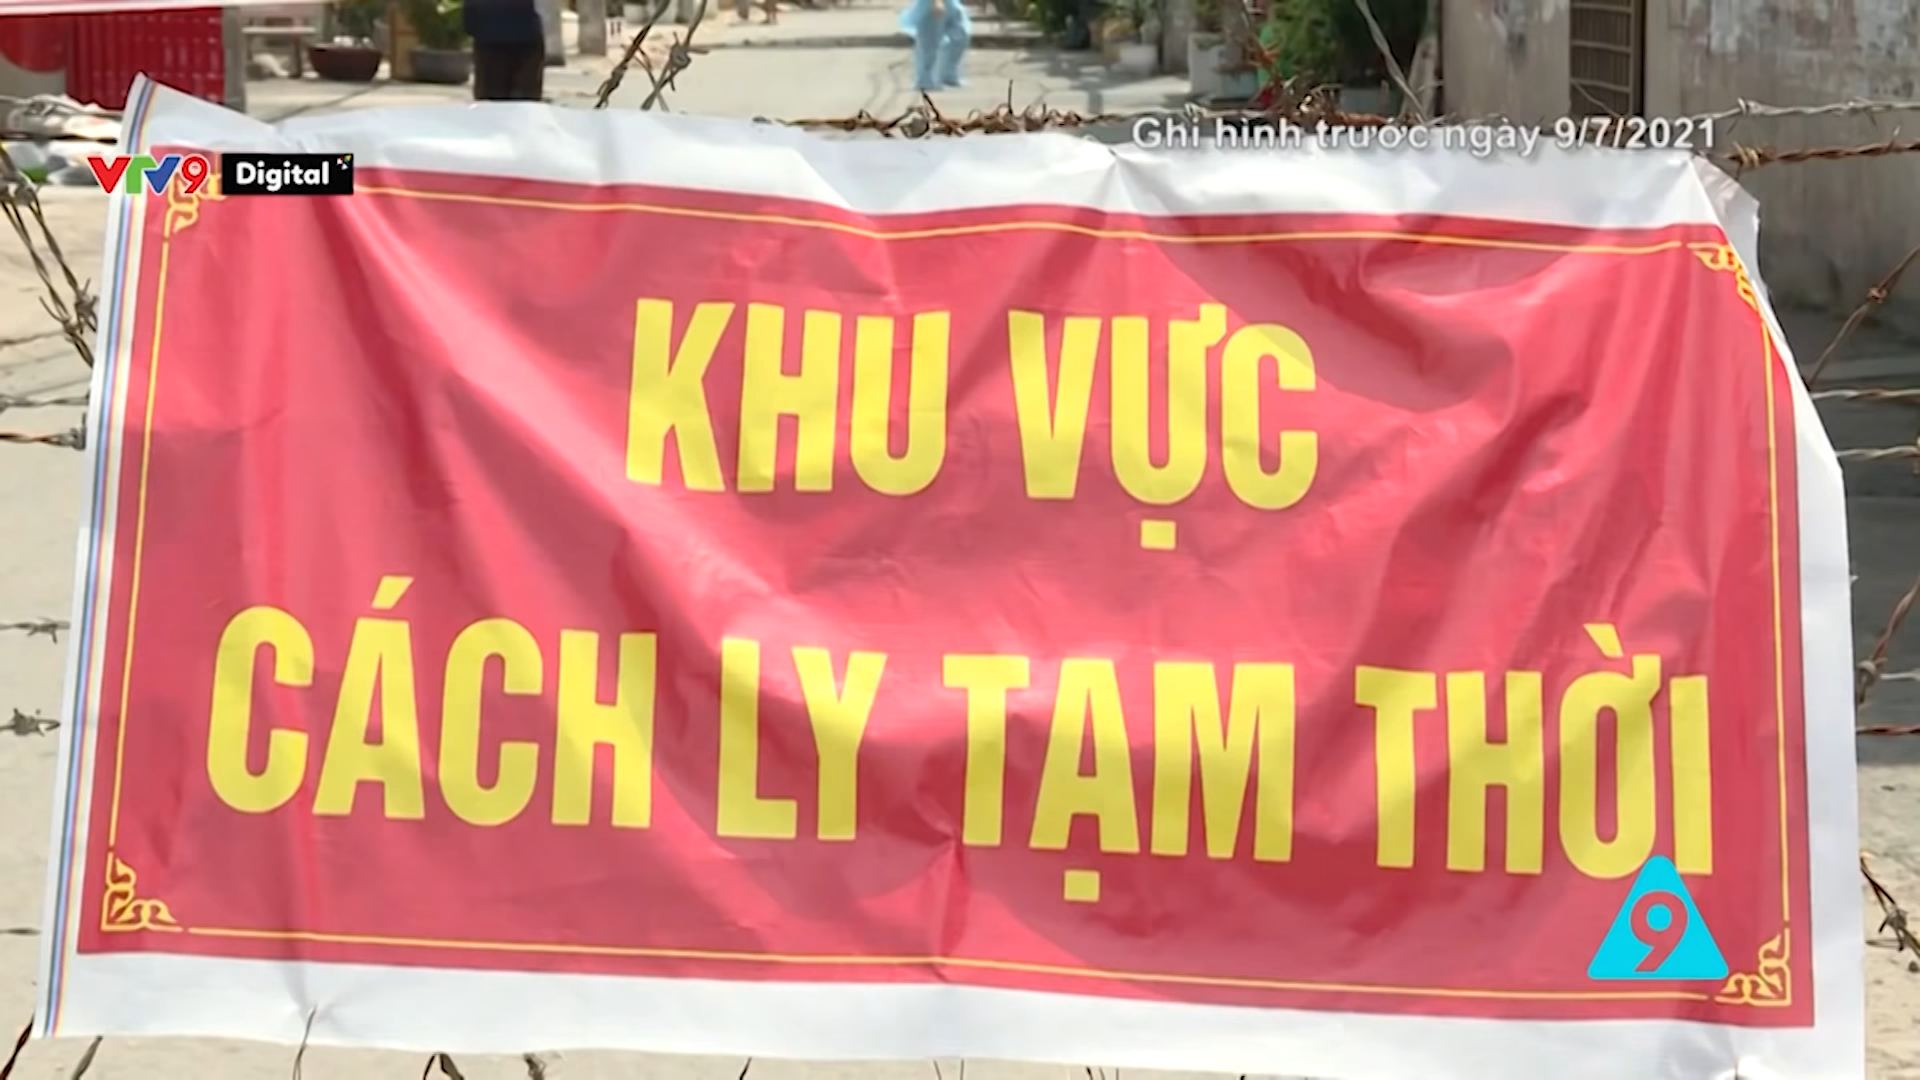 Ghi hình trước ngày 9/7/2021
VTV9 Digital
KHU VỰC
CÁCH LY TẠM THỜI
9